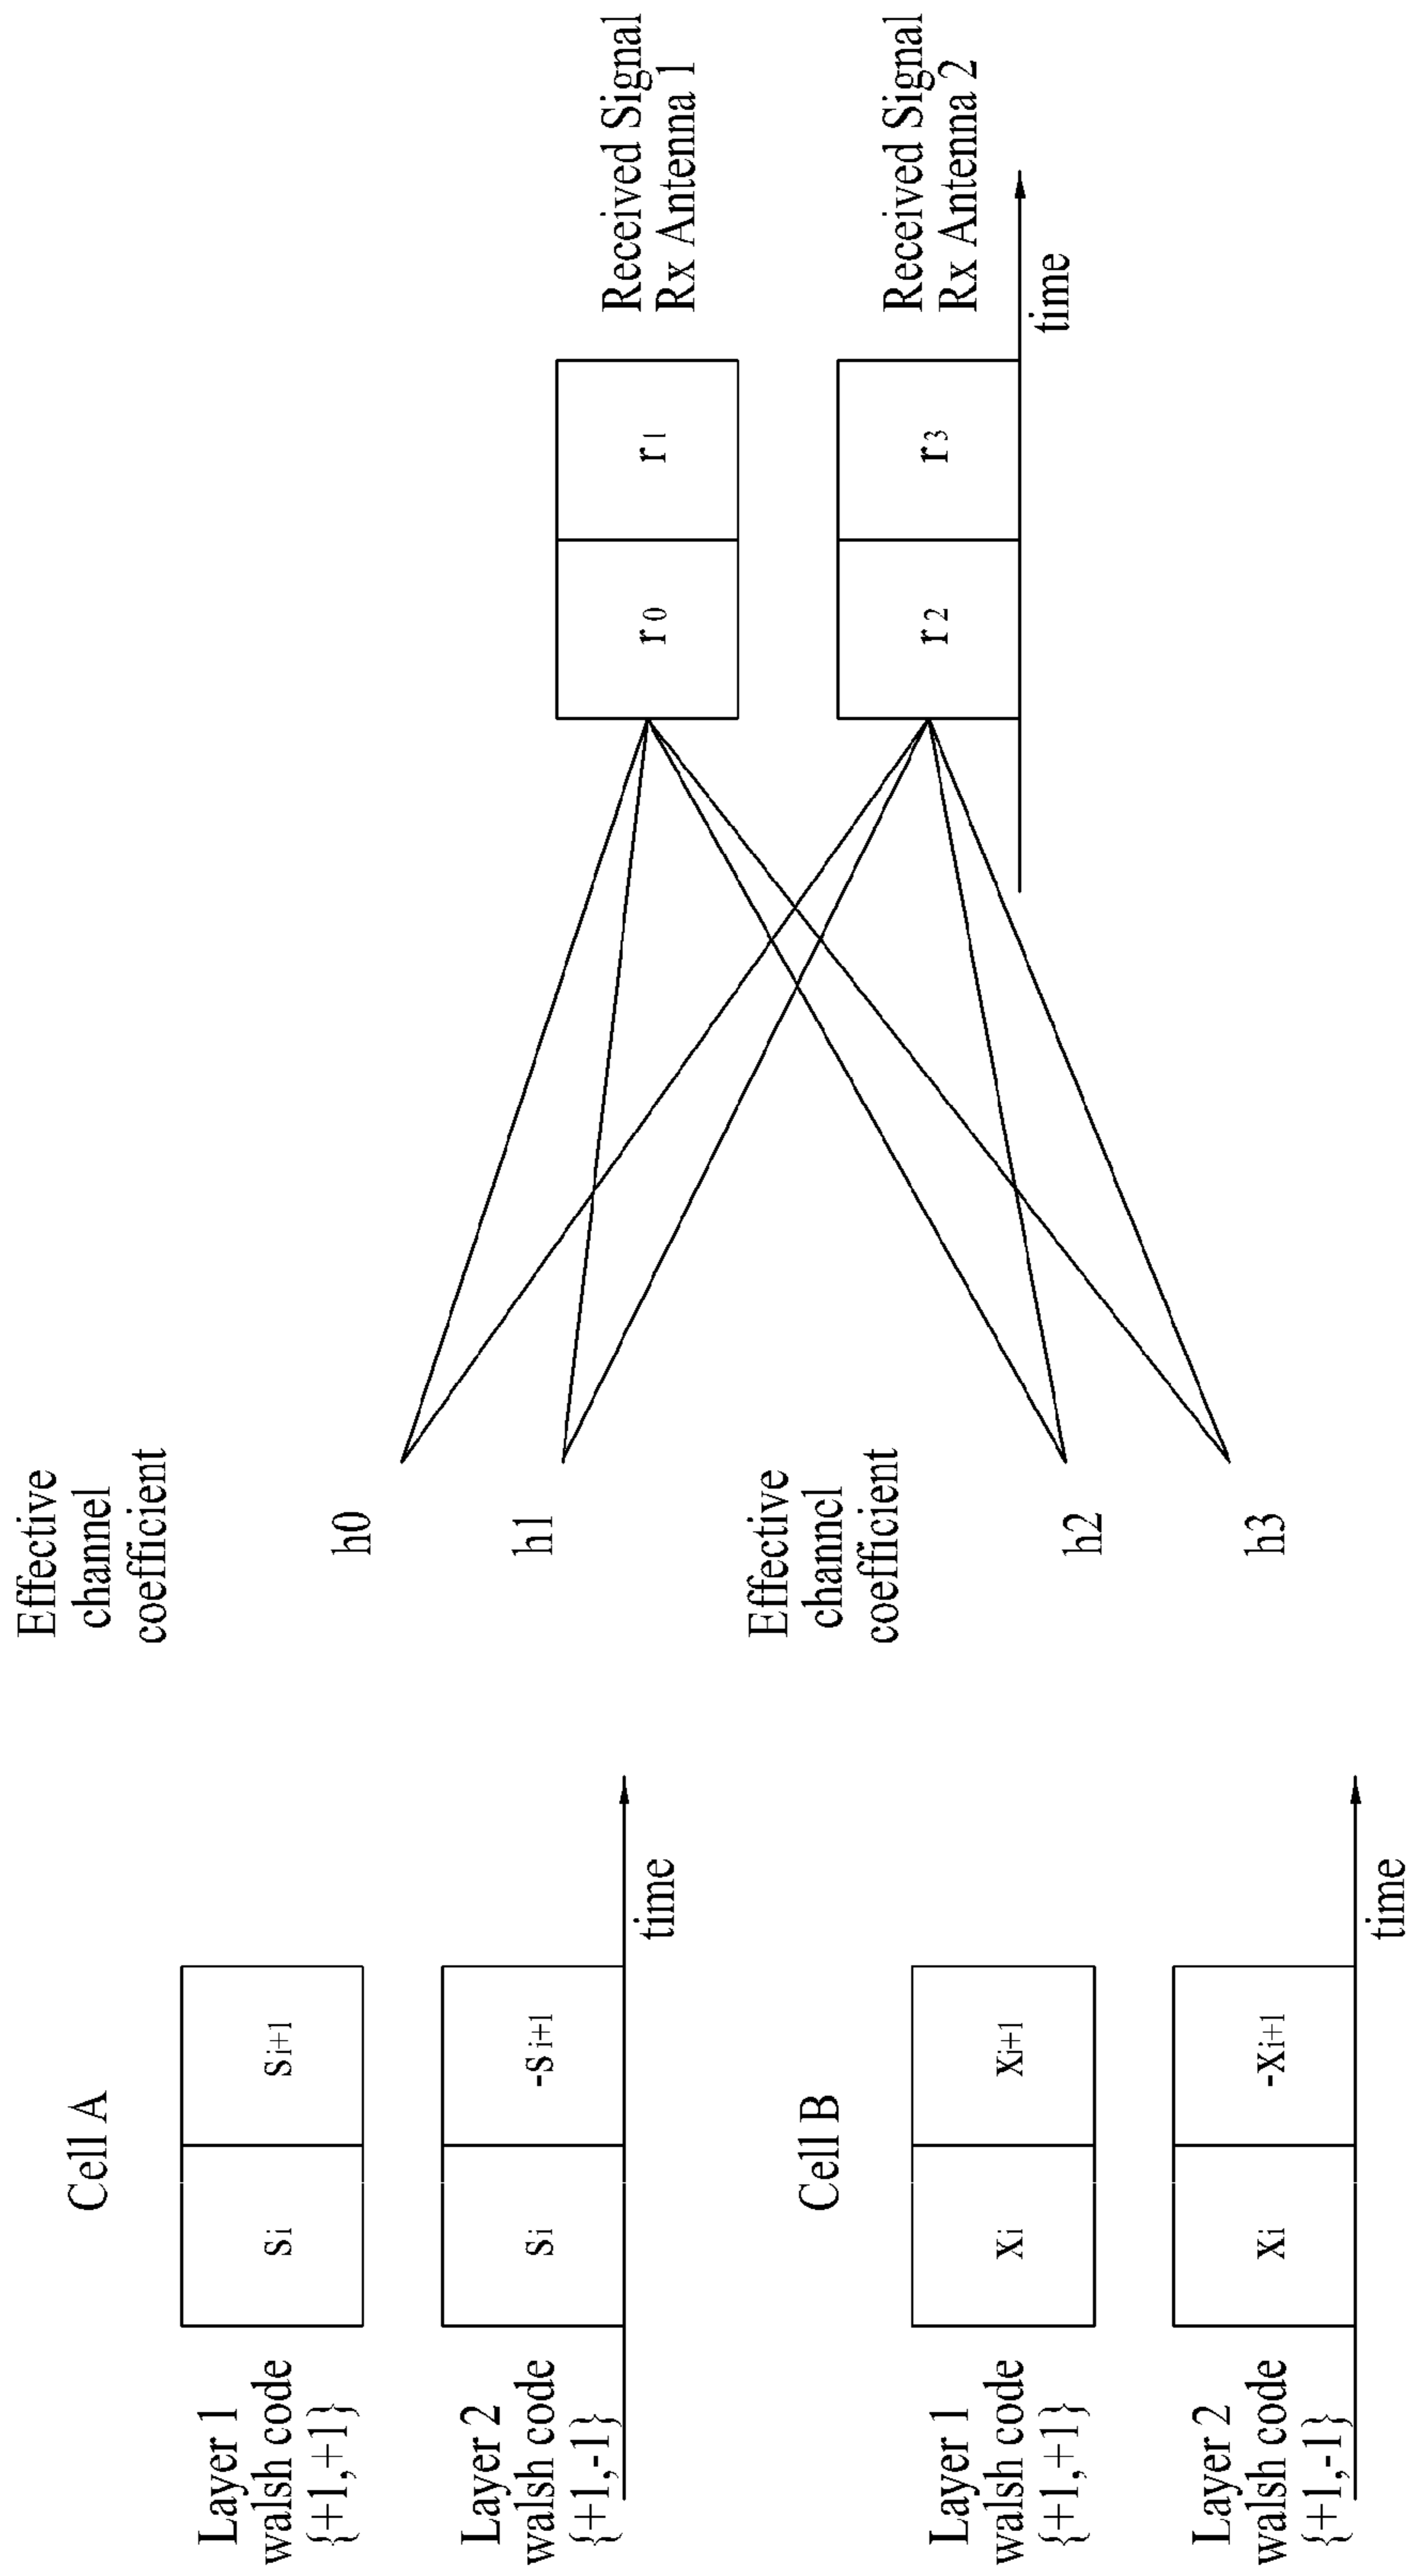 Cell A
Layer 1
walsh code
{+1,+1}
si
si+1
Layer 2
walsh code
{+1,-1}
si
-si+1
time
Effective
channel
coefficient
h0
h1
Cell B
Layer 1
walsh code
{+1,+1}
xi
xi+1
Layer 2
walsh code
{+1,-1}
xi
-xi+1
time
Effective
channel
coefficient
h2
h3
r0
r1
Received Signal
Rx Antenna 1
r2
r3
Received Signal
Rx Antenna 2
time